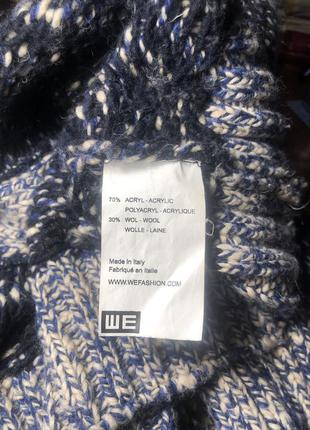 70% ACRYL - ACRYLIC
POLYACRYL - ACRYLIQUE
30% WOL - WOOL
WOLLE - LAINE
Made in Italy
Fabriqué en Italie
WWW.WEFASHION.COM
WE